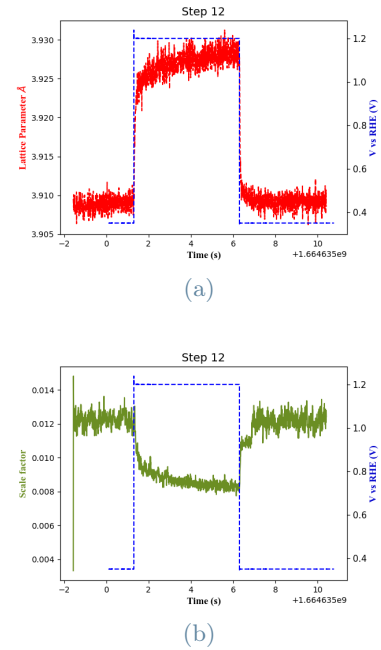 Step 12
3.930
3.925
3.920
3.915
3.910
3.905
Lattice Parameter Å
1.2
1.0
0.8
0.6
0.4
V vs RHE (V)
−2 0 2 4 6 8 10
Time (s)
+1.664635e9
(a)
Step 12
0.014
0.012
0.010
0.008
0.006
0.004
Scale factor
1.2
1.0
0.8
0.6
0.4
V vs RHE (V)
−2 0 2 4 6 8 10
Time (s)
+1.664635e9
(b)